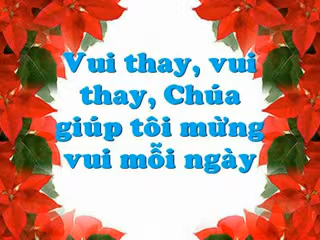 Vui thay, vui
thay, Chúa
giúp tôi mừng
vui mỗi ngày